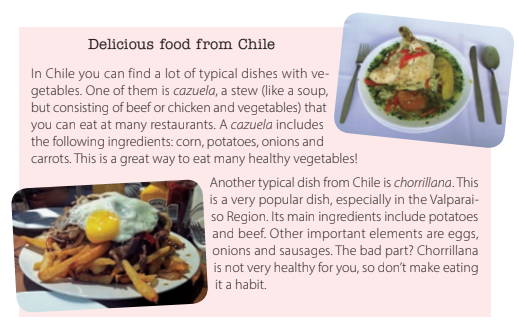 Delicious food from Chile
In Chile you can find a lot of typical dishes with ve-
getables. One of them is cazuela, a stew (like a soup,
but consisting of beef or chicken and vegetables) that
you can eat at many restaurants. A cazuela includes
the following ingredients: corn, potatoes, onions and
carrots. This is a great way to eat many healthy vegetables!
Another typical dish from Chile is chorrillana. This
is a very popular dish, especially in the Valparai-
so Region. Its main ingredients include potatoes
and beef. Other important elements are eggs,
onions and sausages. The bad part? Chorrillana
is not very healthy for you, so don't make eating
it a habit.